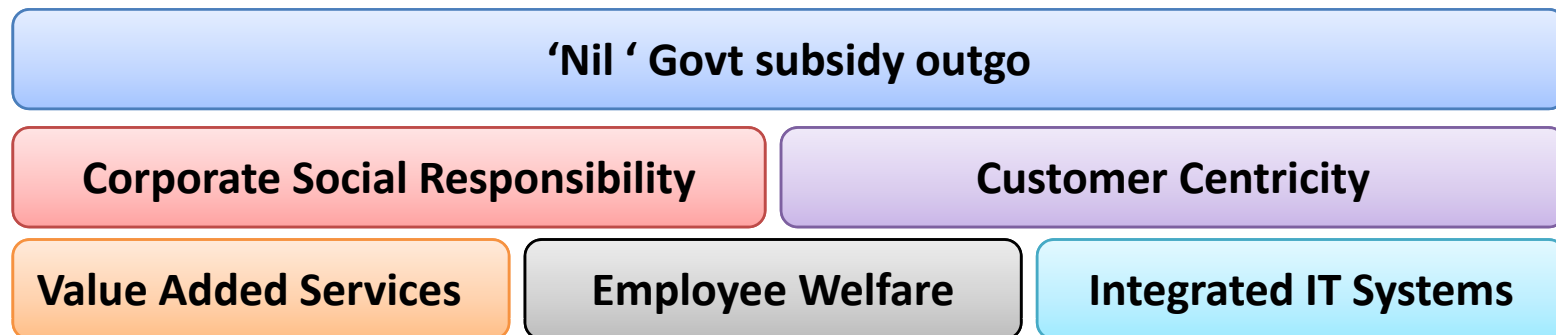 ‘Nil ‘ Govt subsidy outgo
Corporate Social Responsibility
Customer Centricity
Value Added Services
Employee Welfare
Integrated IT Systems